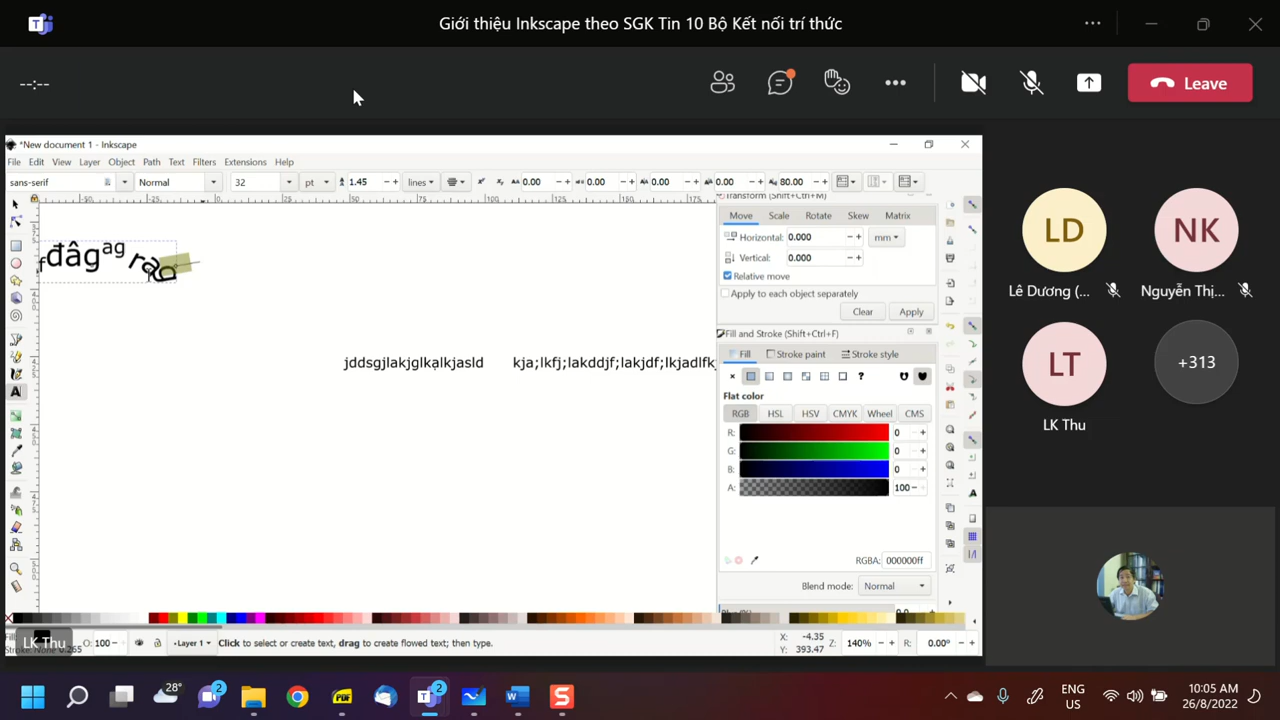 Giới thiệu Inkscape theo SGK Tin 10 Bộ Kết nối trí thức
--:--
Leave
*New document 1 - Inkscape
File Edit View Layer Object Path Text Filters Extensions Help
sans-serif Normal 32 pt 1.45 lines 0.00 0.00 0.00 0.00 80.00
Transform (Shift+Ctrl+M)
Move Scale Rotate Skew Matrix
Horizontal: 0.000 mm
Vertical: 0.000
Relative move
Apply to each object separately
Clear Apply
jddsgjlakjglkạlkjasld kja;lkfj;lakddjf;lakjdf;lkjadlfk
Fill and Stroke (Shift+Ctrl+F)
Fill Stroke paint Stroke style
Flat color
RGB HSL HSV CMYK Wheel CMS
R: 0
G: 0
B: 0
A: 100
RGBA: 000000ff
Blend mode: Normal
LK Thu
O: 100 Layer 1 Click to select or create text, drag to create flowed text; then type.
X: -4.35
Y: 393.47
Z: 140% R: 0.00°
LD
Lê Dương (...
NK
Nguyễn Thị...
LT
LK Thu
+313
28°
2
PDF
2
ENG
US
10:05 AM
26/8/2022